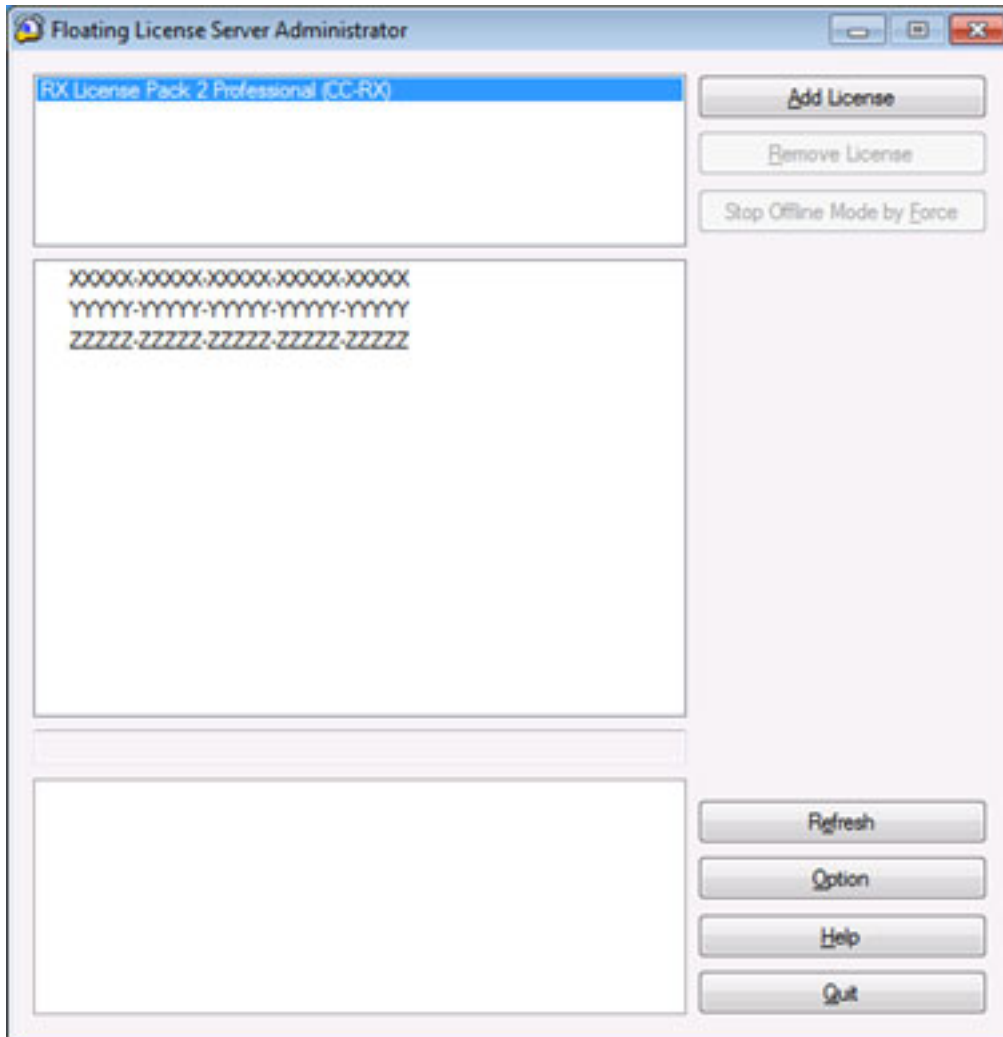 Floating License Server Administrator
RX License Pack 2 Professional (CC-RX)
Add License
Remove License
Stop Offline Mode by Force
XXXXX-XXXXX-XXXXX-XXXXX-XXXXX
YYYYY-YYYYY-YYYYY-YYYYY-YYYYY
ZZZZZ-ZZZZZ-ZZZZZ-ZZZZZ-ZZZZZ
Refresh
Option
Help
Quit